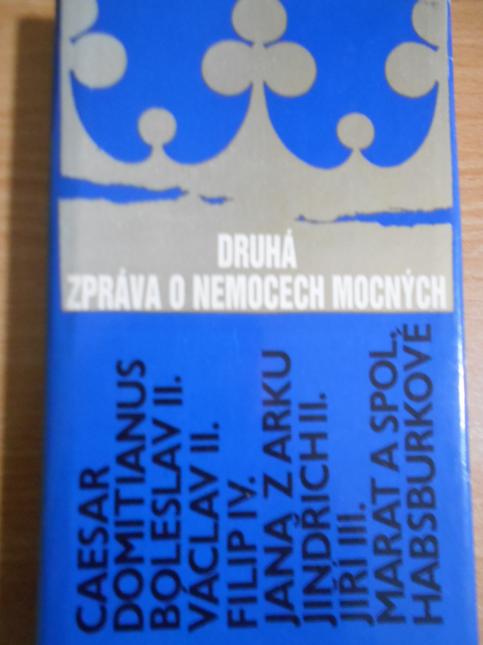 DRUHÁ
ZPRÁVA O NEMOCECH MOCNÝCH
CAESAR
DOMITIANUS
BOLESLAV II.
VÁCLAV II.
FILIP IV.
JANA Z ARKU
JINDŘICH II.
JIŘÍ III.
MARAT A SPOL.
HABSBURKOVÉ